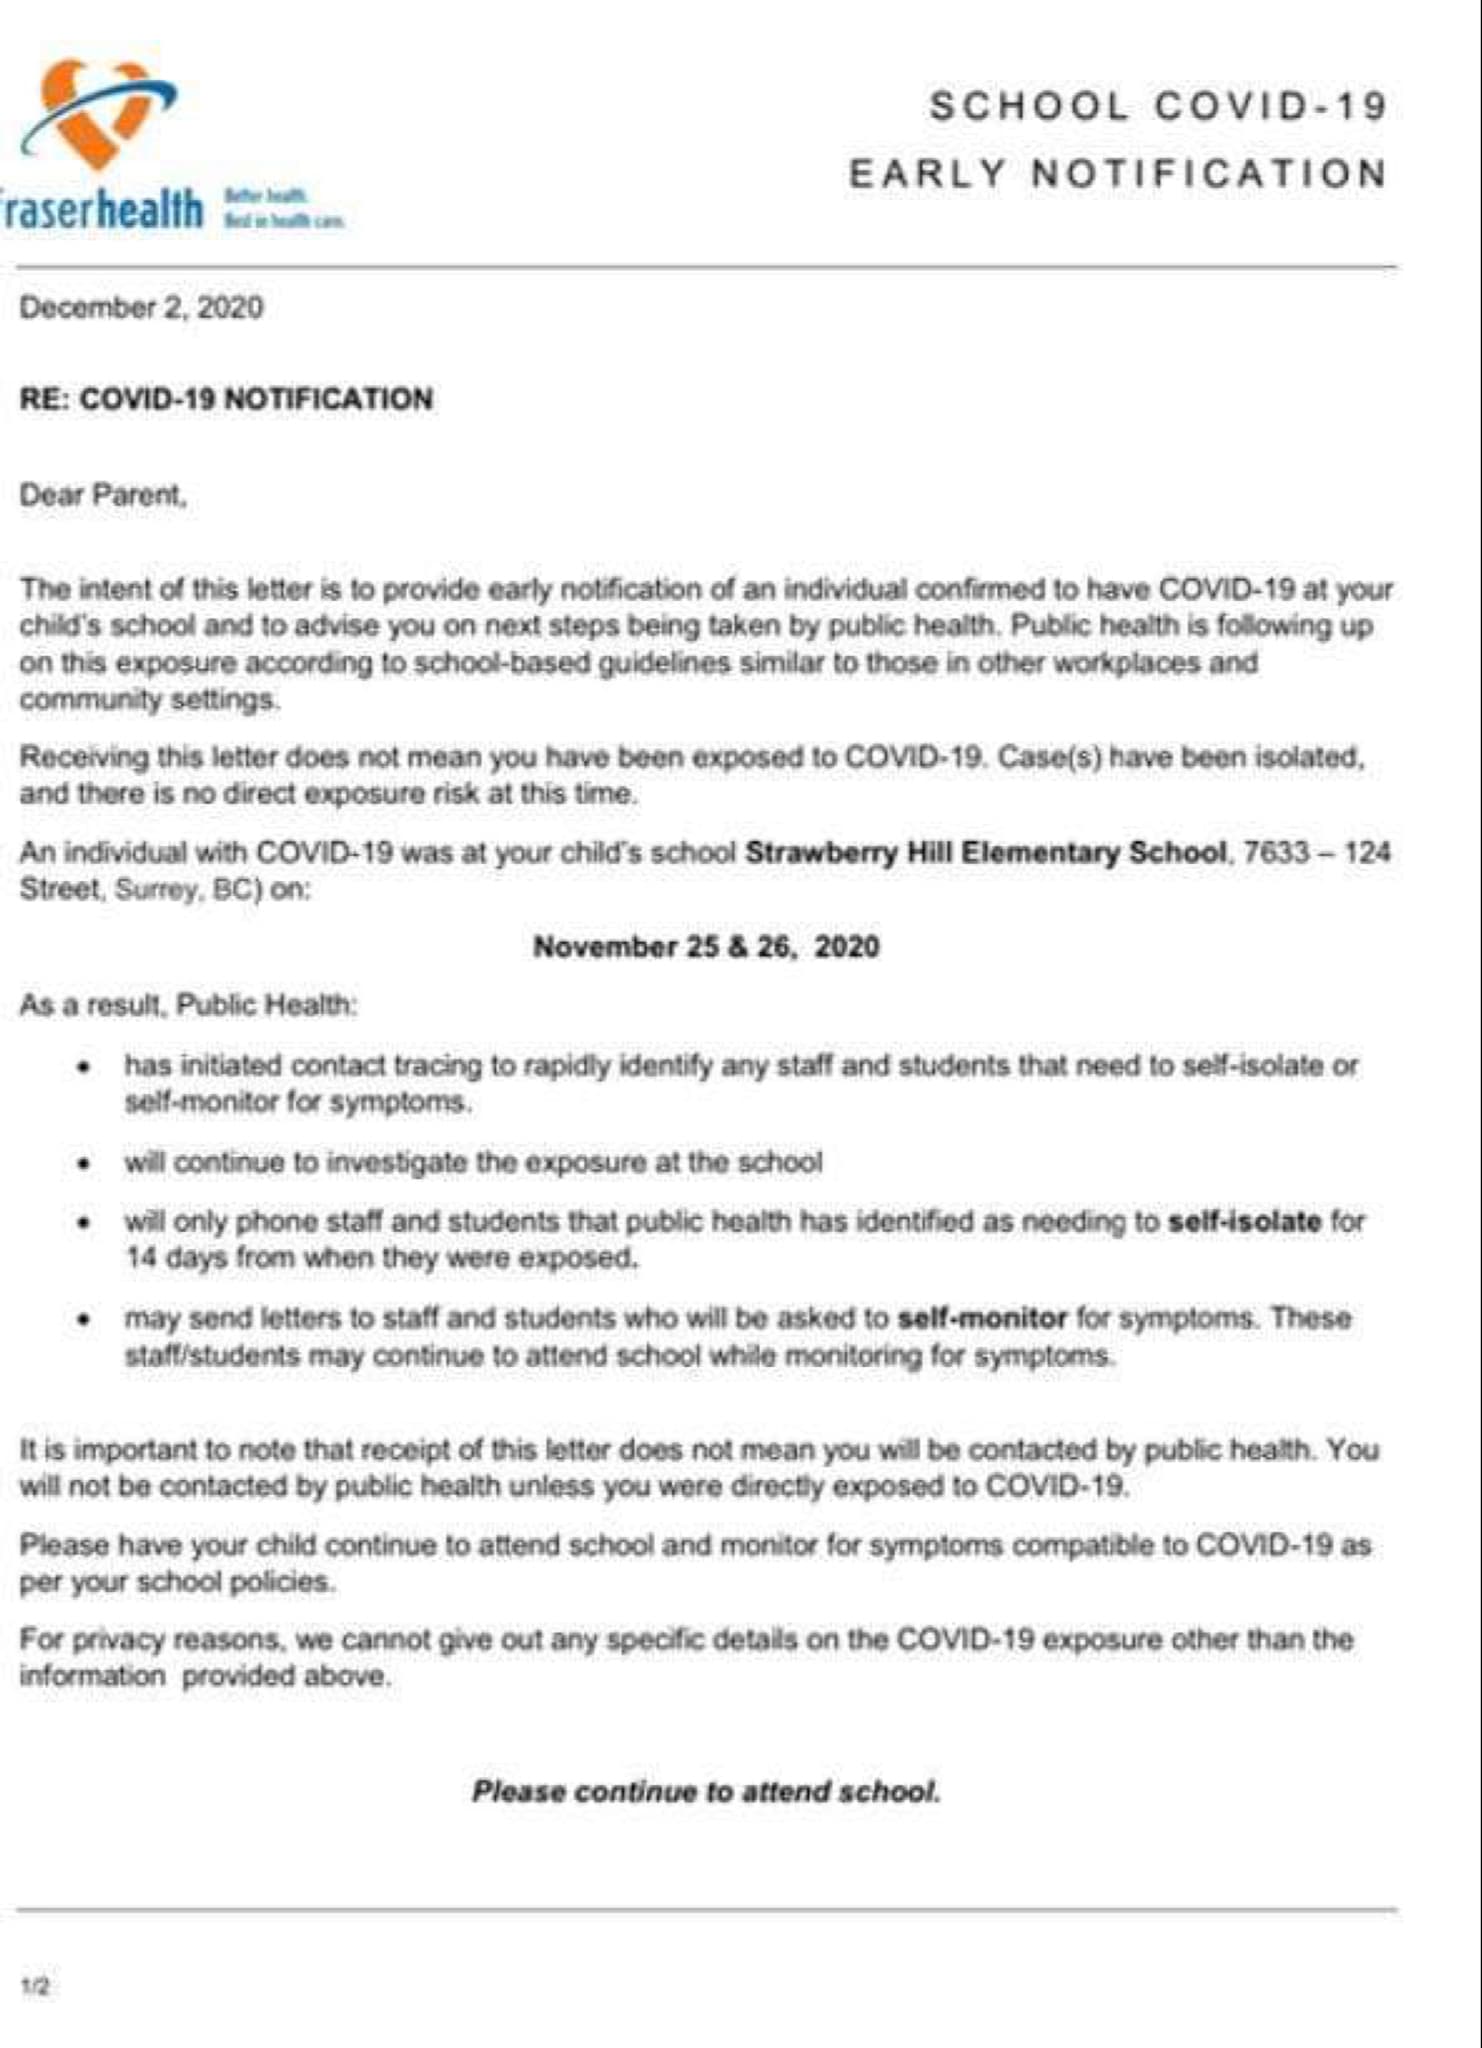 SCHOOL COVID-19
EARLY NOTIFICATION
fraserhealth
Better health.
Best in health care.
December 2, 2020
RE: COVID-19 NOTIFICATION
Dear Parent,
The intent of this letter is to provide early notification of an individual confirmed to have COVID-19 at your
child's school and to advise you on next steps being taken by public health. Public health is following up
on this exposure according to school-based guidelines similar to those in other workplaces and
community settings.
Receiving this letter does not mean you have been exposed to COVID-19. Case(s) have been isolated,
and there is no direct exposure risk at this time.
An individual with COVID-19 was at your child's school Strawberry Hill Elementary School, 7633 – 124
Street, Surrey, BC) on:
November 25 & 26, 2020
As a result, Public Health:
• has initiated contact tracing to rapidly identify any staff and students that need to self-isolate or
self-monitor for symptoms.
• will continue to investigate the exposure at the school
• will only phone staff and students that public health has identified as needing to self-isolate for
14 days from when they were exposed.
• may send letters to staff and students who will be asked to self-monitor for symptoms. These
staff/students may continue to attend school while monitoring for symptoms.
It is important to note that receipt of this letter does not mean you will be contacted by public health. You
will not be contacted by public health unless you were directly exposed to COVID-19.
Please have your child continue to attend school and monitor for symptoms compatible to COVID-19 as
per your school policies.
For privacy reasons, we cannot give out any specific details on the COVID-19 exposure other than the
information provided above.
Please continue to attend school.
1/2